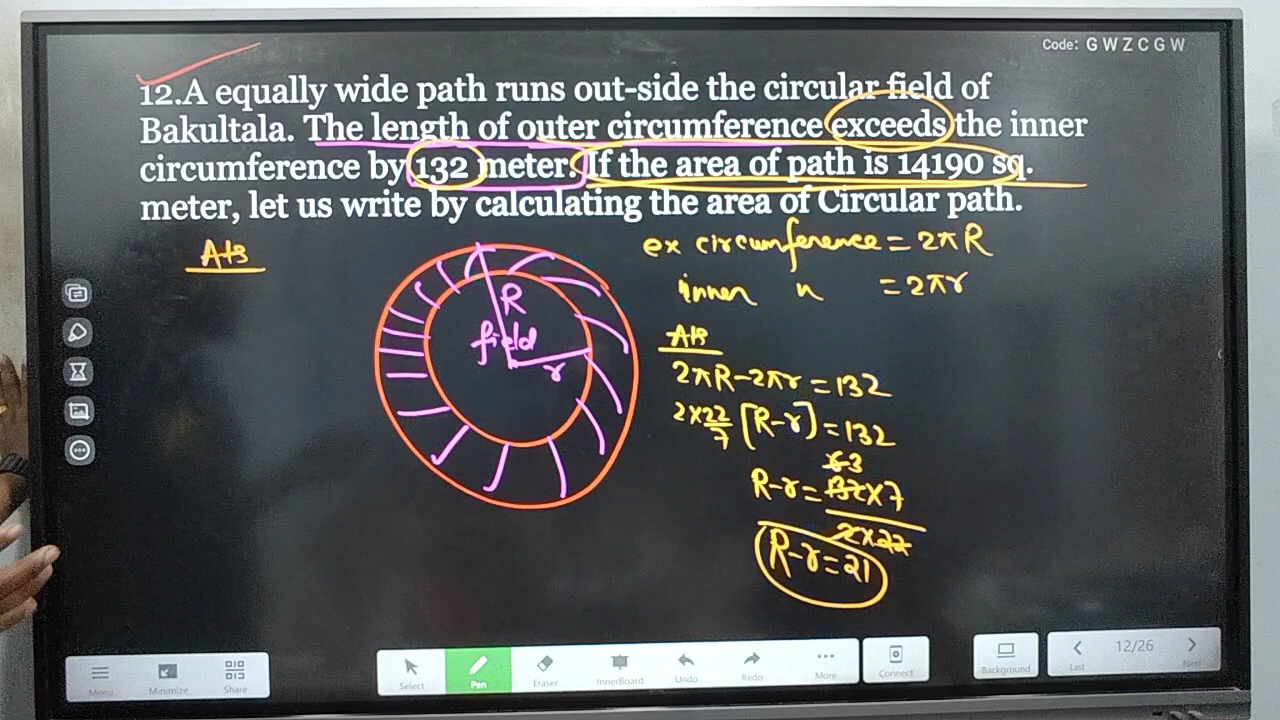 Code: G W Z C G W
12.A equally wide path runs out-side the circular field of
Bakultala. The length of outer circumference exceeds the inner
circumference by 132 meter. If the area of path is 14190 sq.
meter, let us write by calculating the area of Circular path.
Ats
R
field
r
ex circumference = 2πR
inner n = 2πr
Ats
2πR-2πr = 132
2×22/7 [R-r] = 132
63
R-r = 132×7
2×22
R-r=21
Menu
Minimize
Share
Select
Pen
Eraser
InnerBoard
Undo
Redo
More
Connect
Background
Last
12/26
Next